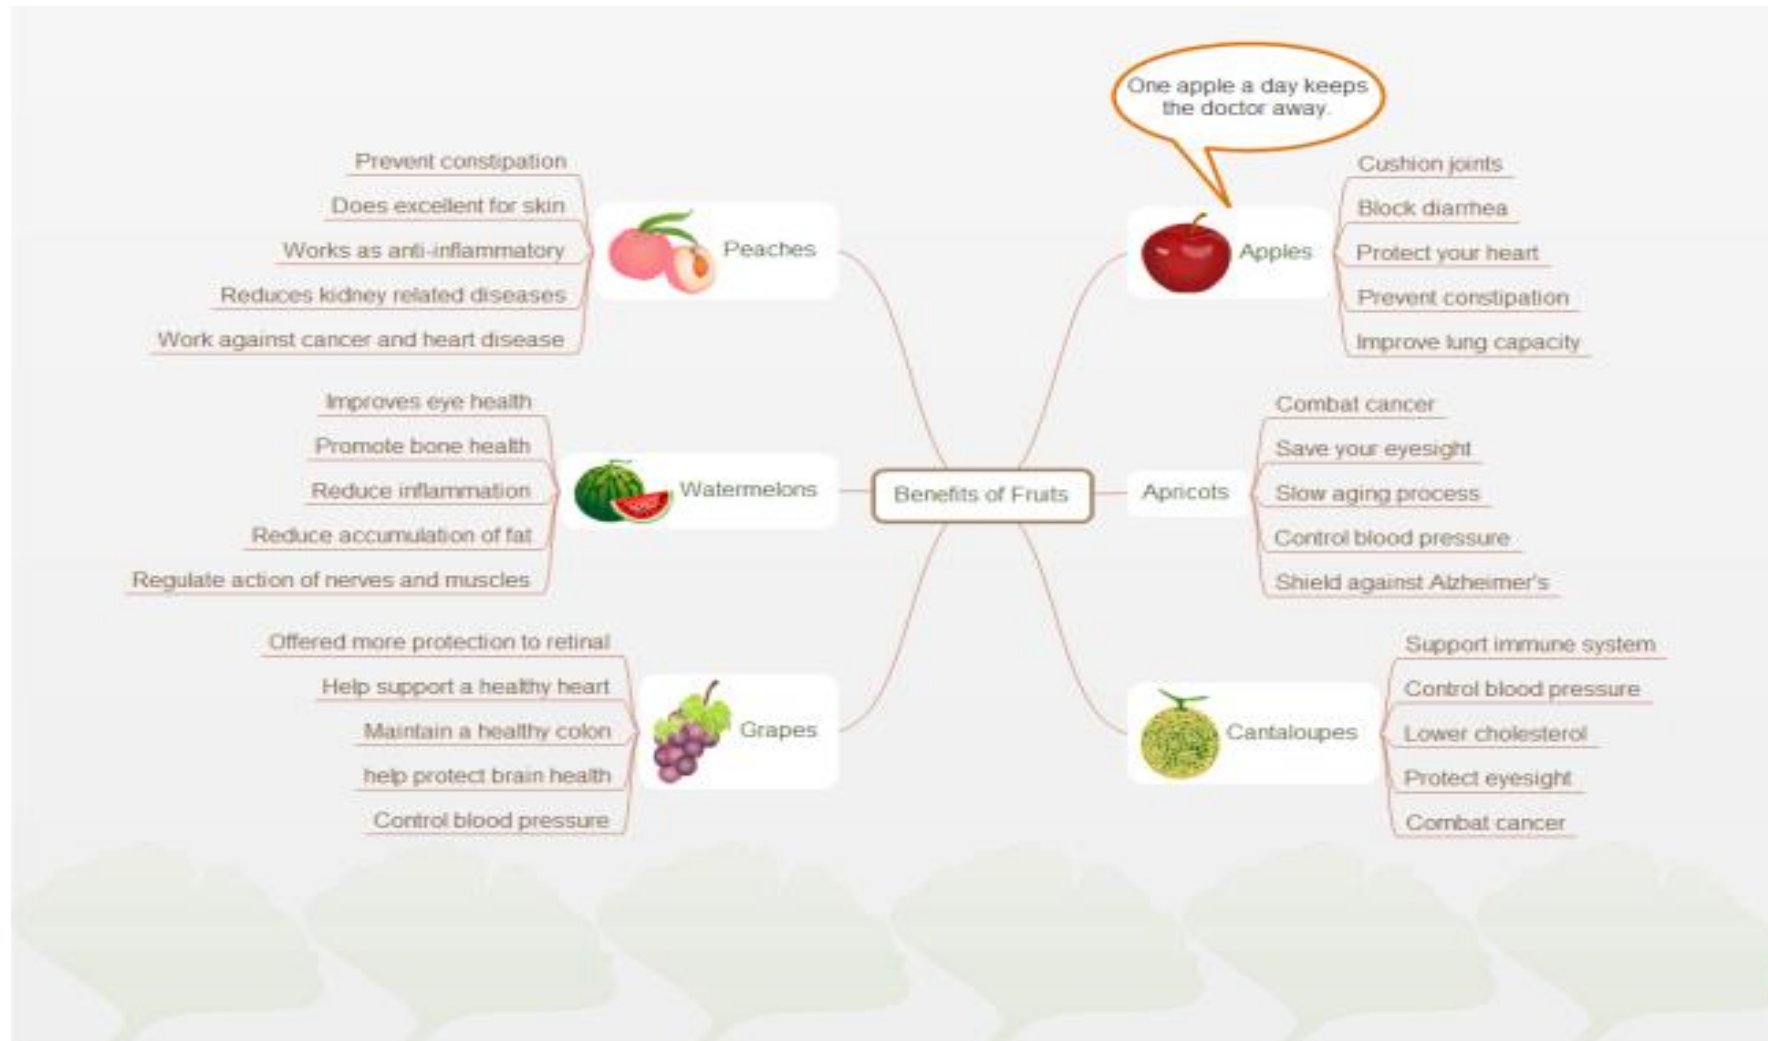 One apple a day keeps
the doctor away.
Prevent constipation
Does excellent for skin
Works as anti-inflammatory
Reduces kidney related diseases
Work against cancer and heart disease
Peaches
Apples
Cushion joints
Block diarrhea
Protect your heart
Prevent constipation
Improve lung capacity
Improves eye health
Promote bone health
Reduce inflammation
Reduce accumulation of fat
Regulate action of nerves and muscles
Watermelons
Benefits of Fruits
Apricots
Combat cancer
Save your eyesight
Slow aging process
Control blood pressure
Shield against Alzheimer's
Offered more protection to retinal
Help support a healthy heart
Maintain a healthy colon
help protect brain health
Control blood pressure
Grapes
Cantaloupes
Support immune system
Control blood pressure
Lower cholesterol
Protect eyesight
Combat cancer